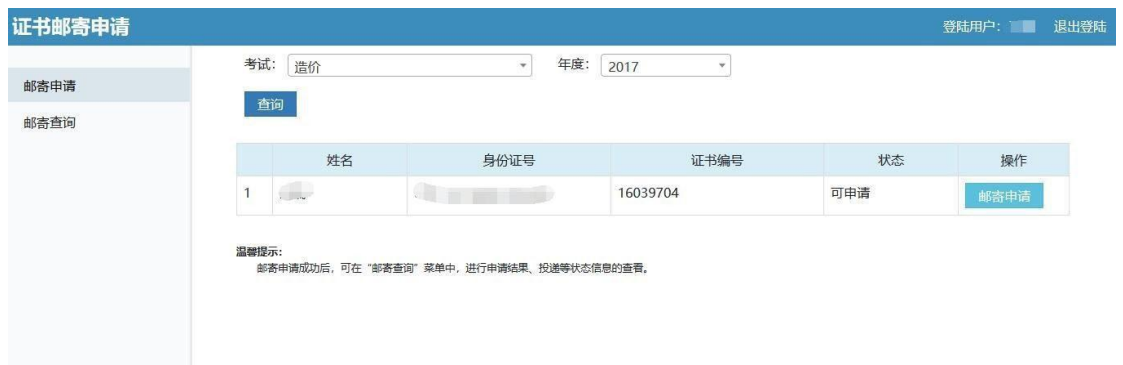 证书邮寄申请 登陆用户： 退出登陆
考试： 造价 年度： 2017
邮寄申请
查询
邮寄查询
姓名 身份证号 证书编号 状态 操作
1 16039704 可申请 邮寄申请
温馨提示：
邮寄申请成功后，可在“邮寄查询”菜单中，进行申请结果、投递等状态信息的查看。